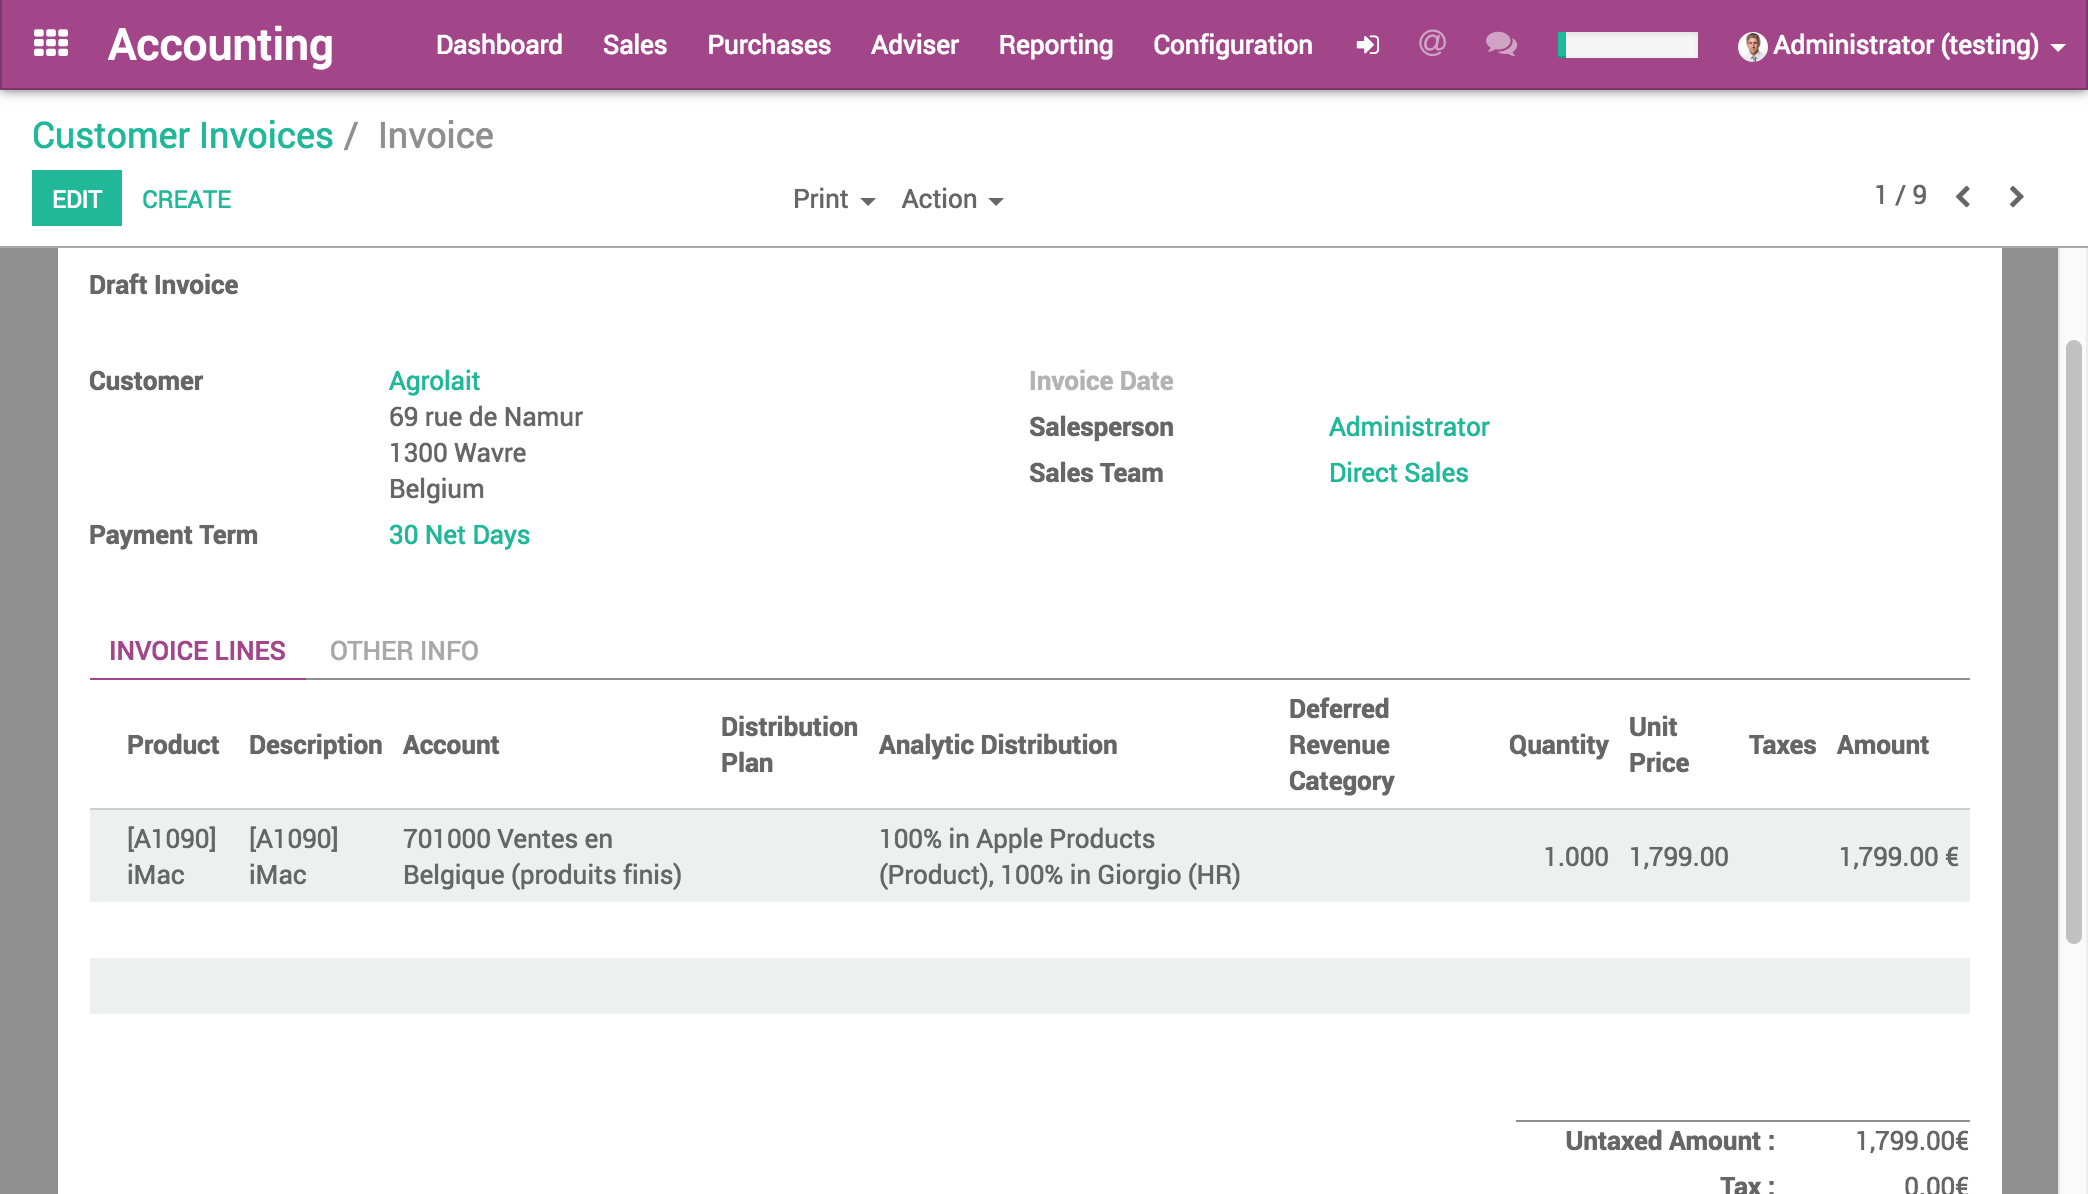 Accounting Dashboard Sales Purchases Adviser Reporting Configuration @ Administrator (testing)
Customer Invoices / Invoice
EDIT CREATE Print Action 1 / 9
Draft Invoice
Customer Agrolait Invoice Date
69 rue de Namur Salesperson Administrator
1300 Wavre Sales Team Direct Sales
Belgium
Payment Term 30 Net Days
INVOICE LINES OTHER INFO
Product Description Account Distribution Plan Analytic Distribution Deferred Revenue Category Quantity Unit Price Taxes Amount
[A1090] [A1090] 701000 Ventes en 100% in Apple Products 1.000 1,799.00 1,799.00 €
iMac iMac Belgique (produits finis) (Product), 100% in Giorgio (HR)
Untaxed Amount : 1,799.00€
Tax : 0.00€